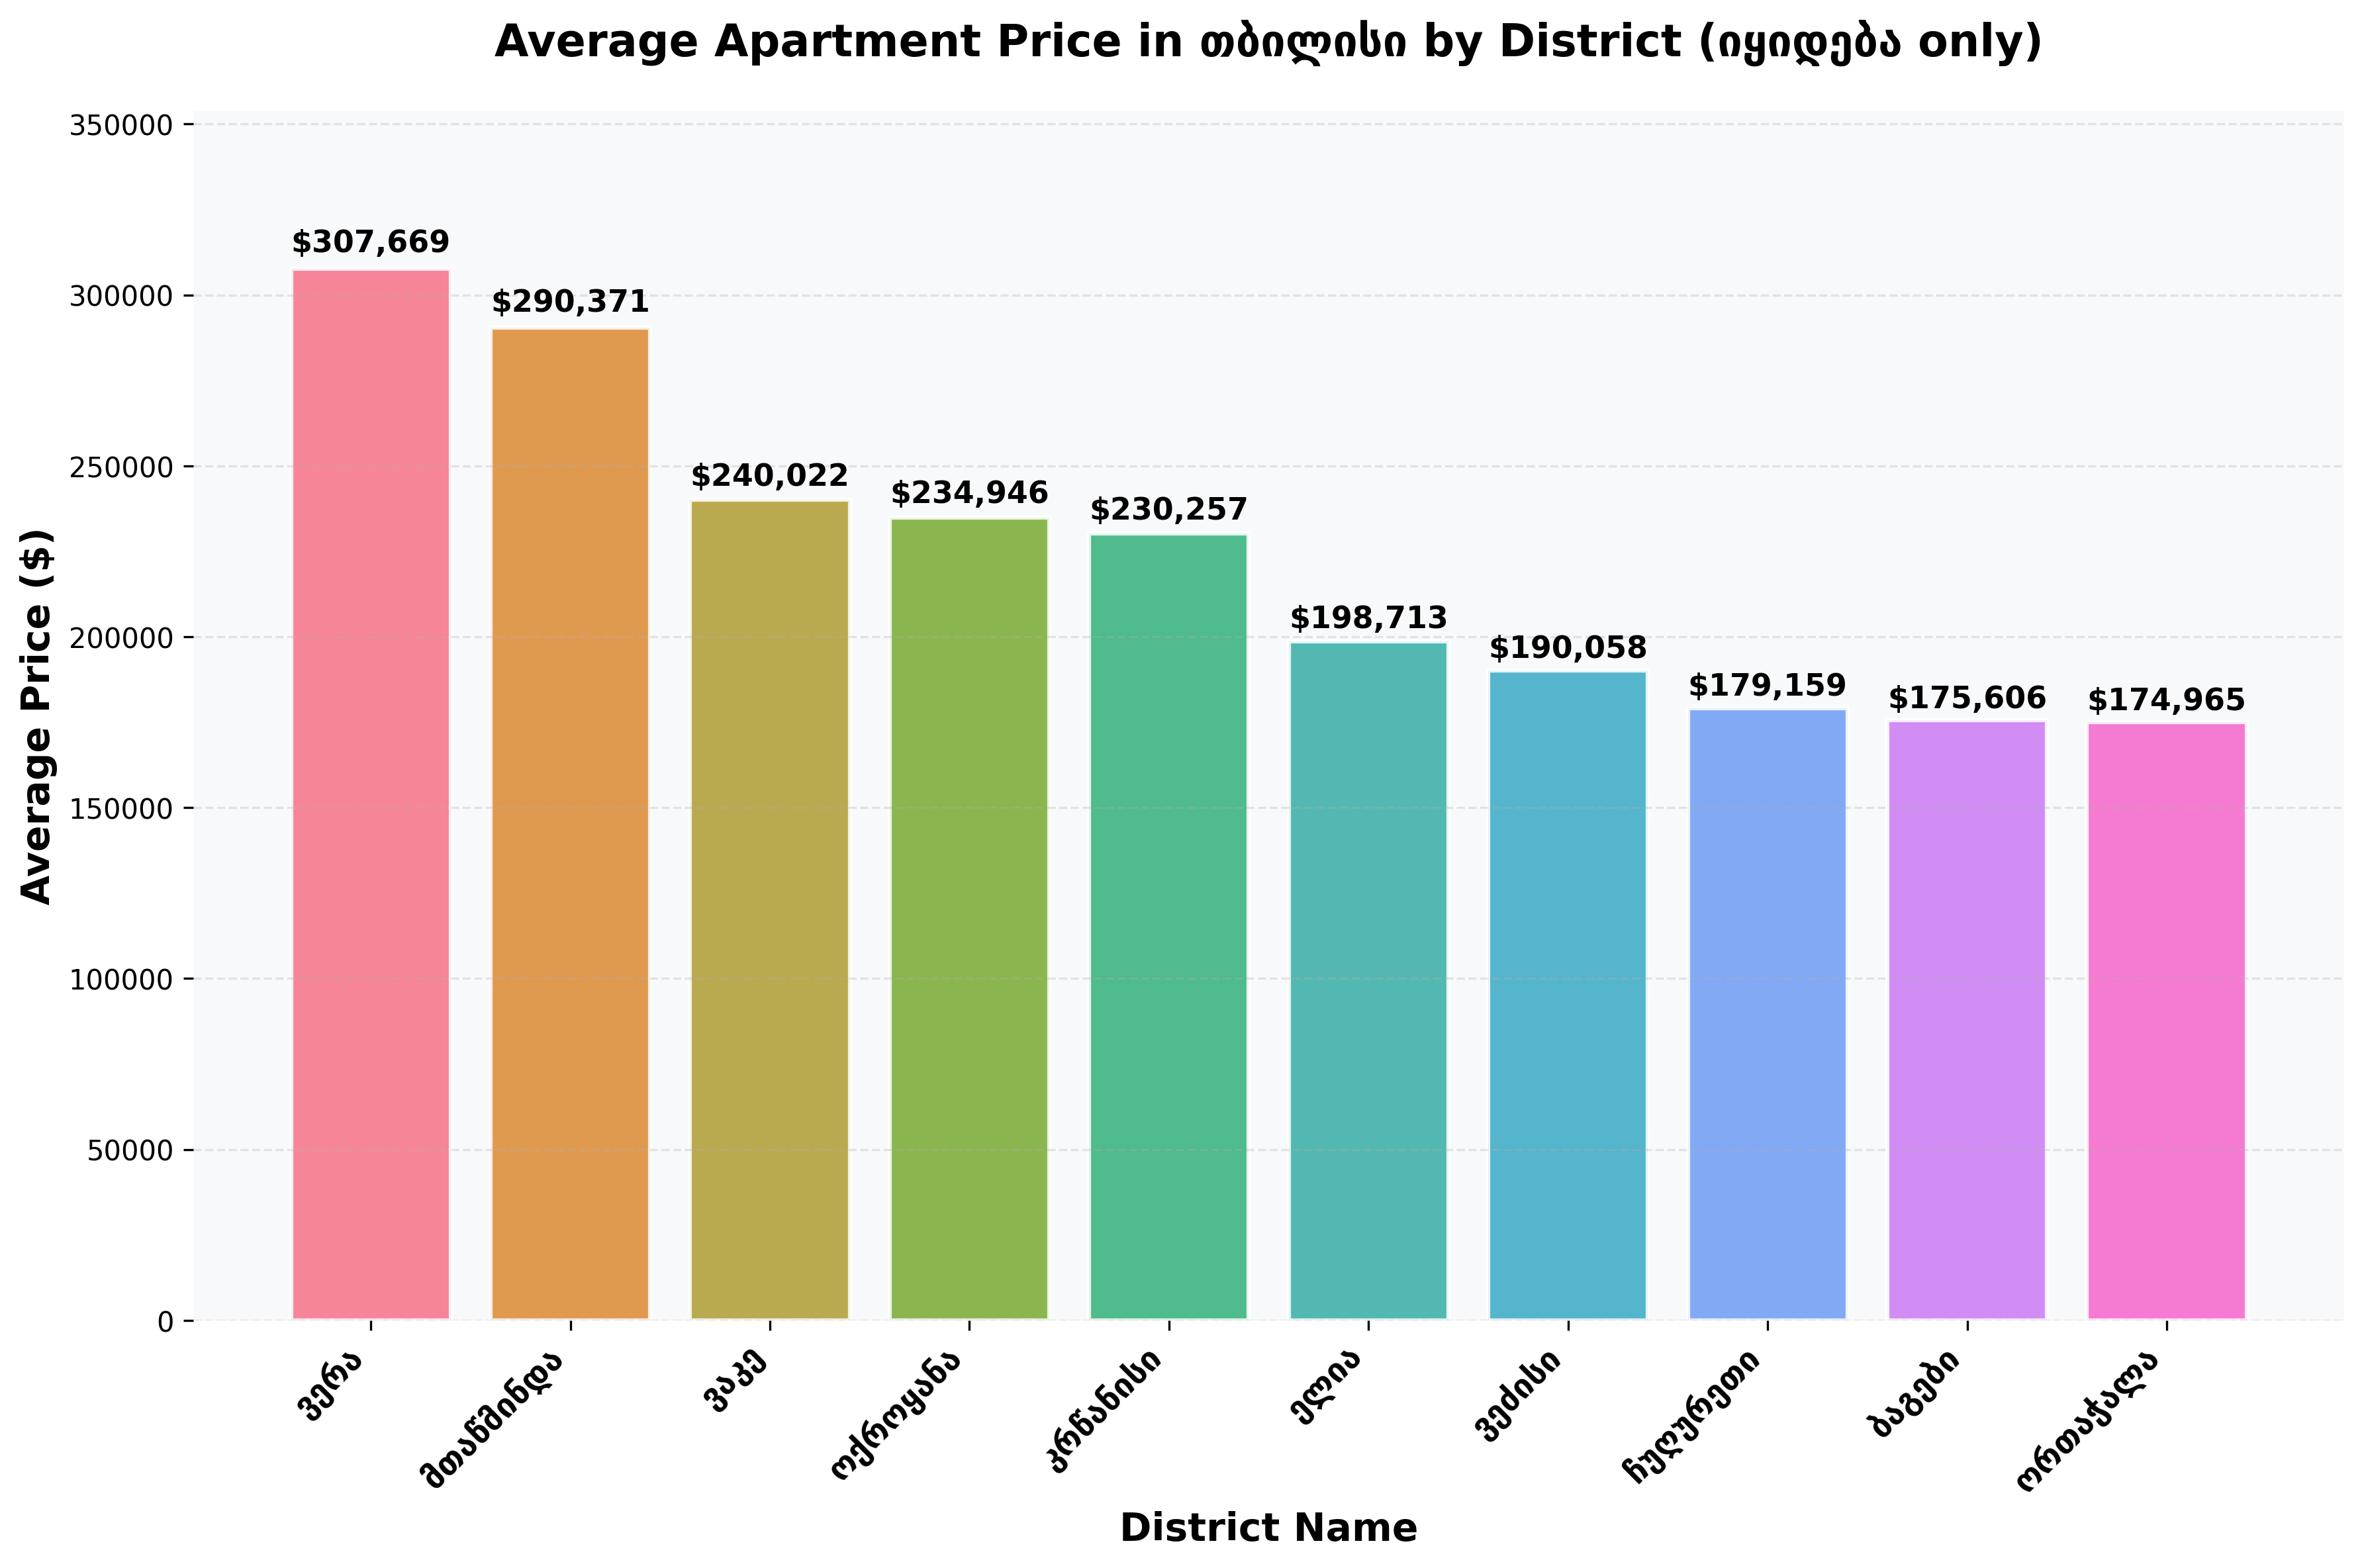 Average Apartment Price in თბილისი by District (იყიდება only)
Average Price ($)
350000
300000
250000
200000
150000
100000
50000
0
$307,669
$290,371
$240,022
$234,946
$230,257
$198,713
$190,058
$179,159
$175,606
$174,965
ვერა
მთაწმინდა
ვაკე
ოქროყანა
კრწანისი
ელია
ვეძისი
ჩუღურეთი
ბაგები
ორთაჭალა
District Name